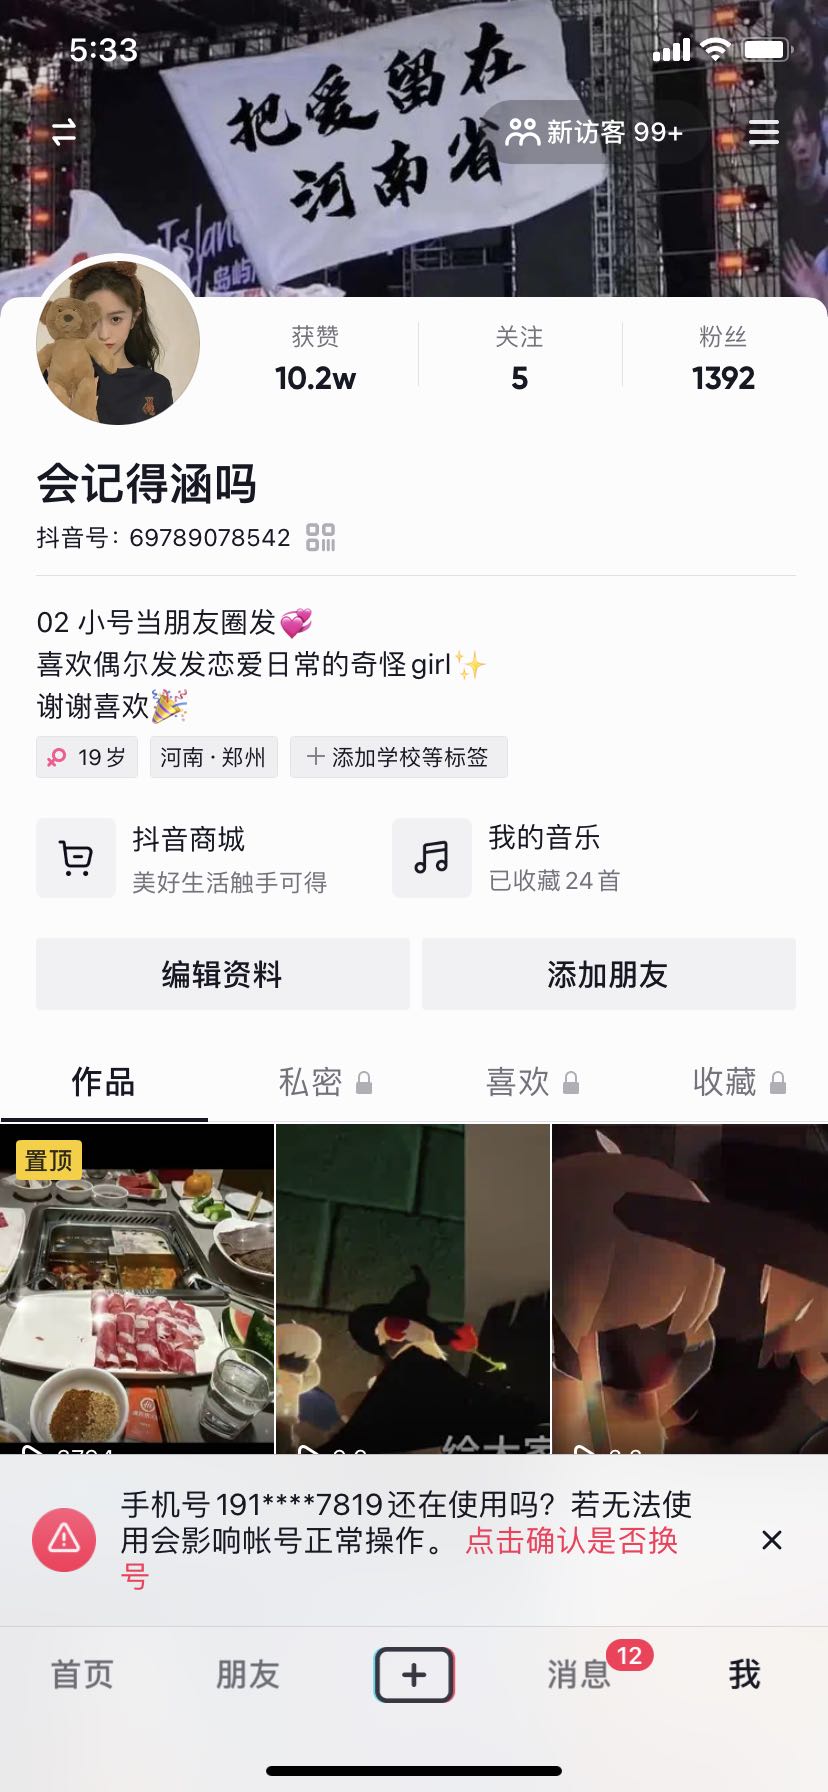 5:33
把爱留在
河南省
新访客 99+
Island
岛屿
获赞
关注
粉丝
10.2w
5
1392
会记得涵吗
抖音号：69789078542
02 小号当朋友圈发💞
喜欢偶尔发发恋爱日常的奇怪girl✨
谢谢喜欢🎉
19岁
河南·郑州
+ 添加学校等标签
抖音商城
美好生活触手可得
我的音乐
已收藏24首
编辑资料
添加朋友
作品
私密
喜欢
收藏
置顶
给大家
手机号191****7819还在使用吗？若无法使
用会影响帐号正常操作。点击确认是否换
号
首页
朋友
消息
12
我